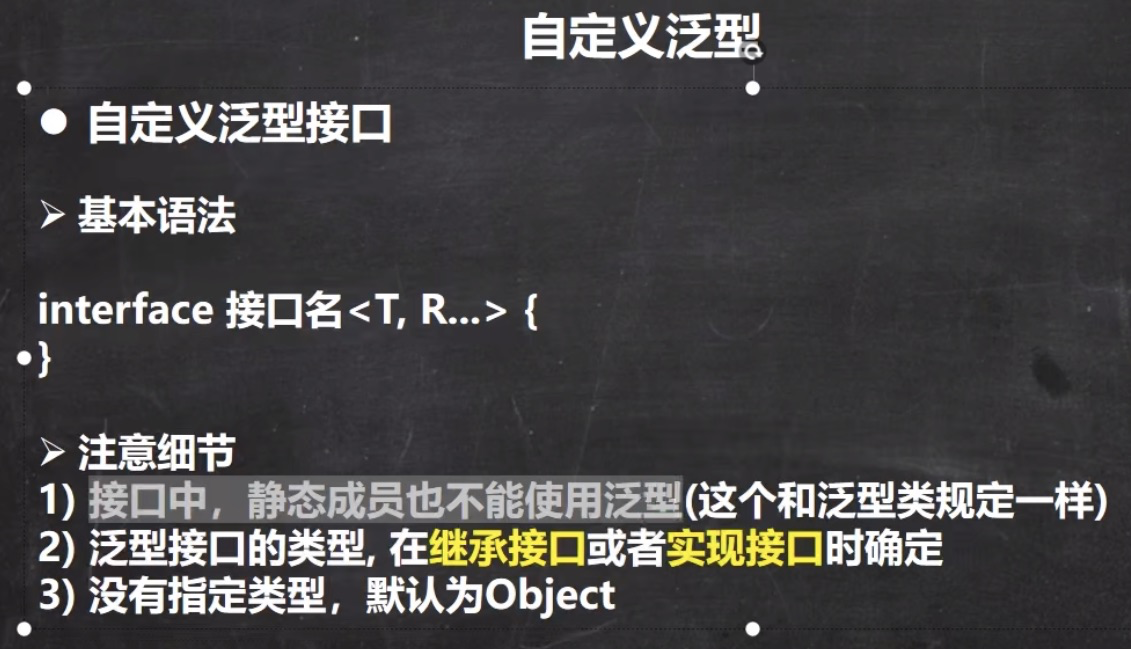 自定义泛型
● 自定义泛型接口
➢ 基本语法
interface 接口名<T, R...> {
}
➢ 注意细节
1) 接口中，静态成员也不能使用泛型(这个和泛型类规定一样)
2) 泛型接口的类型, 在继承接口或者实现接口时确定
3) 没有指定类型，默认为Object